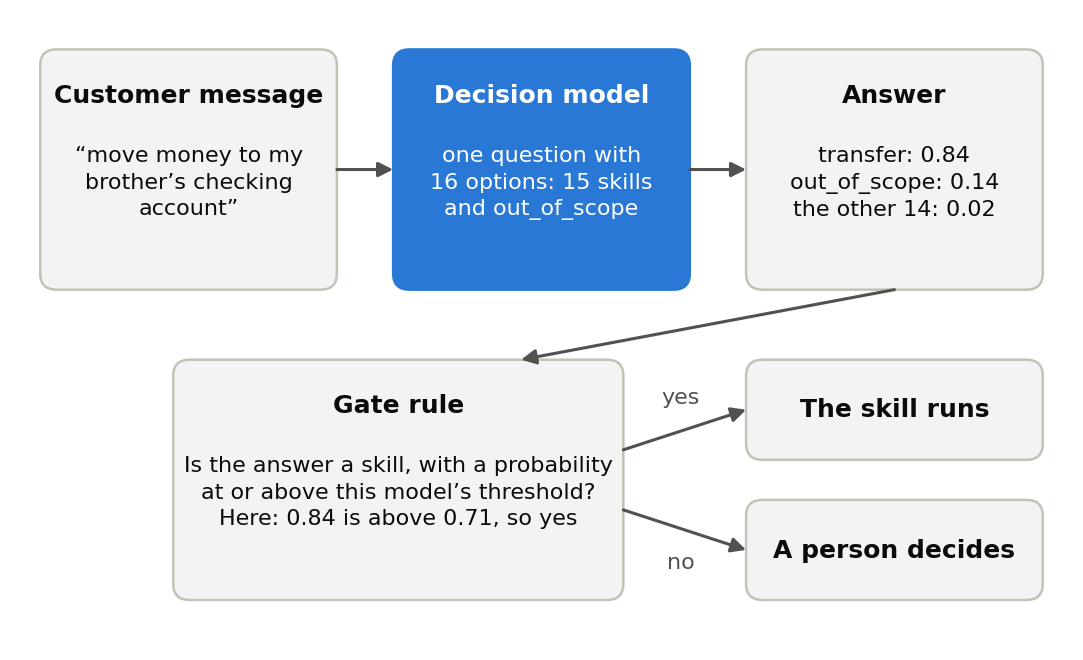 Customer message
“move money to my
brother’s checking
account”
Decision model
one question with
16 options: 15 skills
and out_of_scope
Answer
transfer: 0.84
out_of_scope: 0.14
the other 14: 0.02
Gate rule
Is the answer a skill, with a probability
at or above this model’s threshold?
Here: 0.84 is above 0.71, so yes
yes
The skill runs
no
A person decides